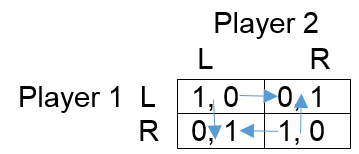 Player 2
L R
Player 1 L 1, 0 0, 1
R 0, 1 1, 0